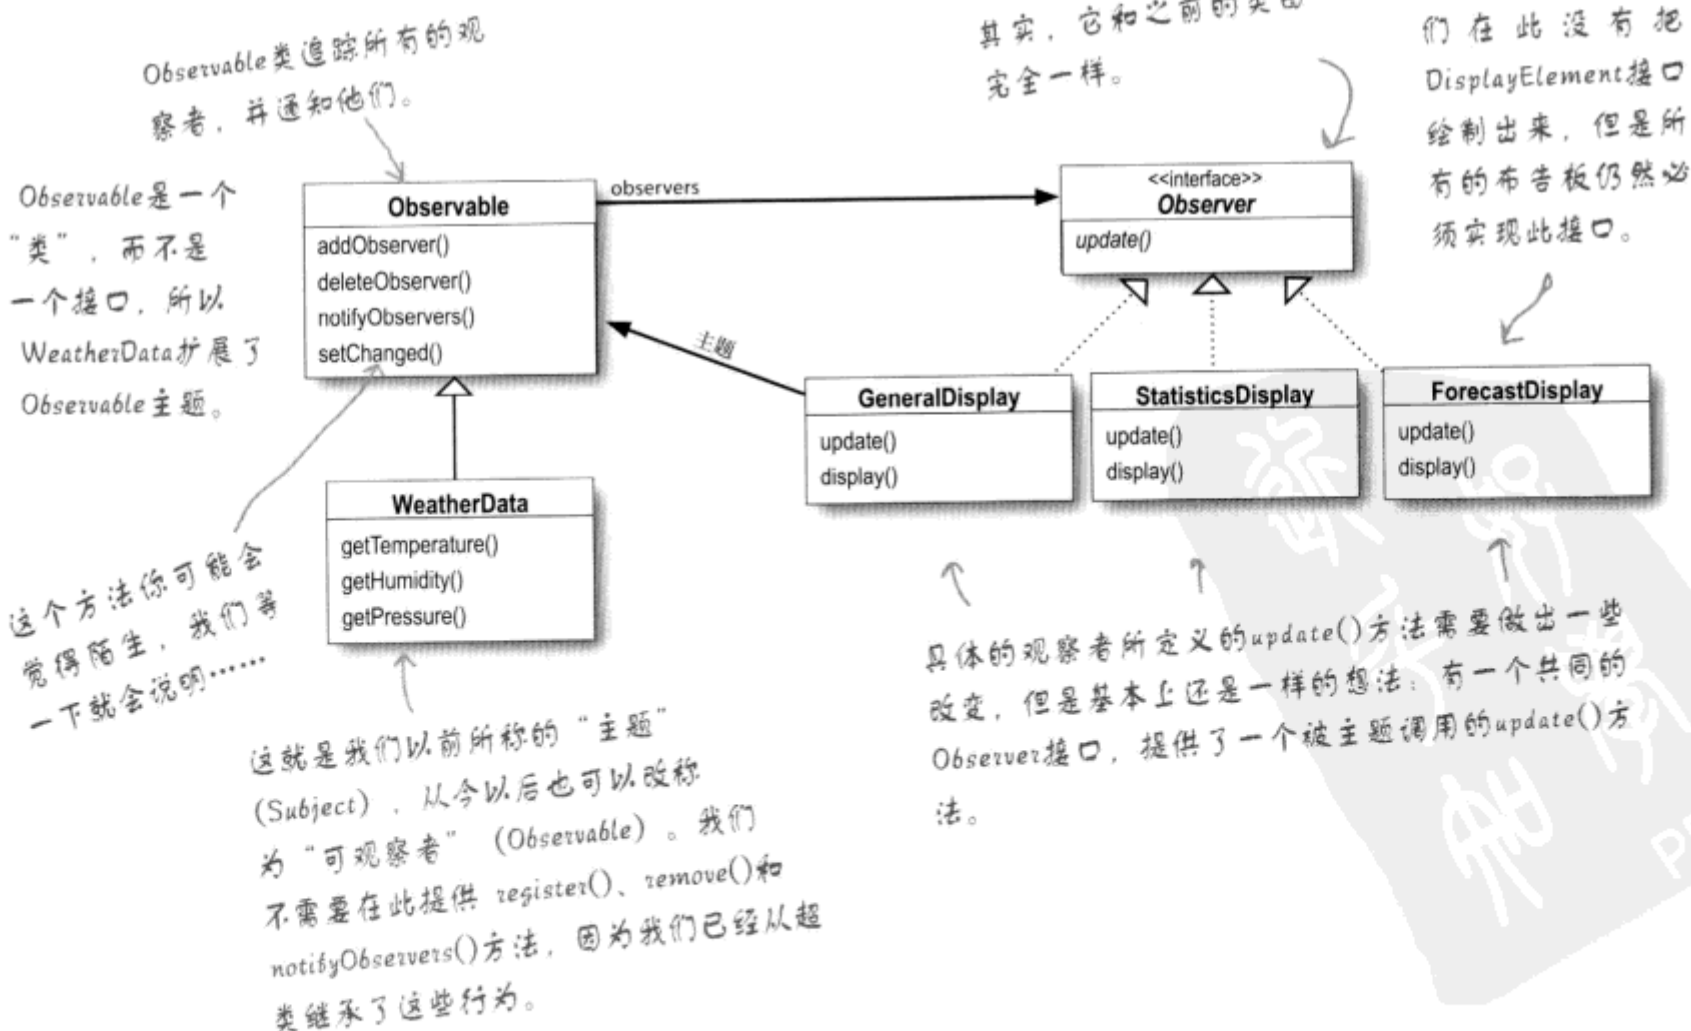 Observable类追踪所有的观
察者，并通知他们。
其实，它和之前的类
完全一样。
们在此没有把
DisplayElement接口
绘制出来，但是所
有的布告板仍然必
须实现此接口。
Observable是一个
“类”，而不是
一个接口，所以
WeatherData扩展了
Observable主题。
Observable
addObserver()
deleteObserver()
notifyObservers()
setChanged()
observers
<<interface>>
Observer
update()
主题
GeneralDisplay
update()
display()
StatisticsDisplay
update()
display()
ForecastDisplay
update()
display()
WeatherData
getTemperature()
getHumidity()
getPressure()
这个方法你可能会
觉得陌生，我们等
一下就会说明……
这就是我们以前所称的“主题”
(Subject)，从今以后也可以改称
为“可观察者”（Observable）。我们
不需要在此提供 register()、remove()和
notifyObservers()方法，因为我们已经从超
类继承了这些行为。
具体的观察者所定义的update()方法需要做出一些
改变，但是基本上还是一样的想法：有一个共同的
Observer接口，提供了一个被主题调用的update()方
法。